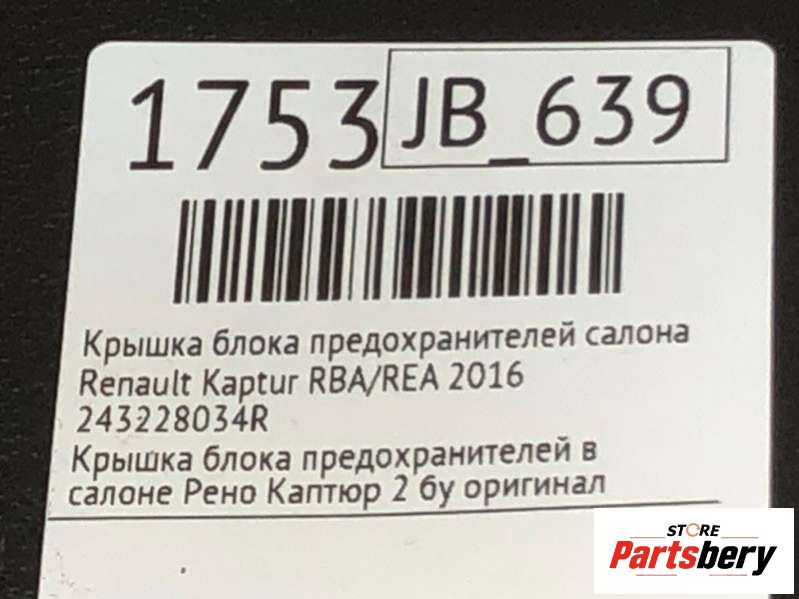 1753 JB_639
Крышка блока предохранителей салона
Renault Kaptur RBA/REA 2016
243228034R
Крышка блока предохранителей в
салоне Рено Каптюр 2 бу оригинал
STORE
Partsbery